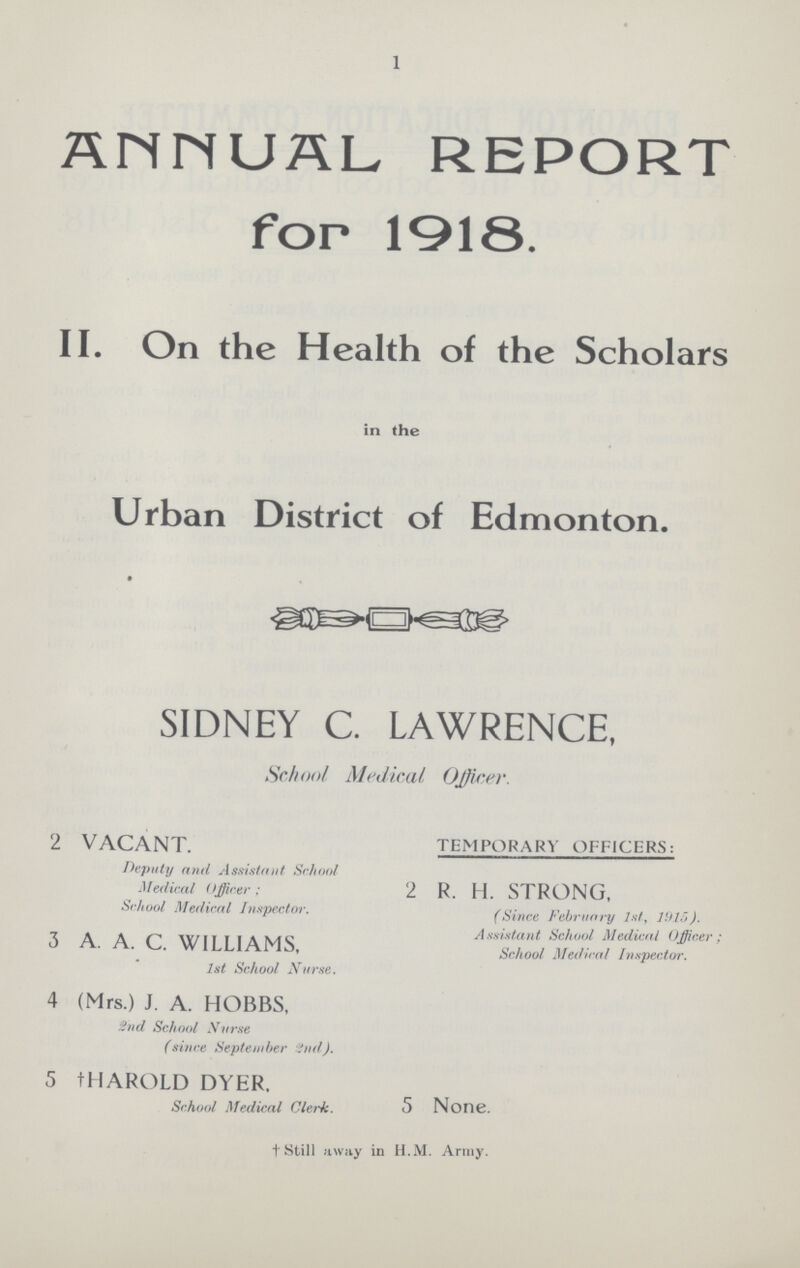 1
ANNUAL REPORT
for 1918.
II. On the Health of the Scholars
in the
Urban District of Edmonton.
SIDNEY C. LAWRENCE,
School Medical Officer.
2 VACANT.
Deputy and Assistant School
Medical Officer;
School Medical Inspector.
3 A. A. C. WILLIAMS,
1st School Nurse.
4 (Mrs.) J. A. HOBBS,
2nd School Nurse
(since September 2nd).
5 †HAROLD DYER,
School Medical Clerk.
TEMPORARY OFFICERS:
2 R. H. STRONG,
(Since February 1st, 1915).
Assistant School Medical Officer;
School Medical Inspector.
5 None.
† Still away in H.M. Army.